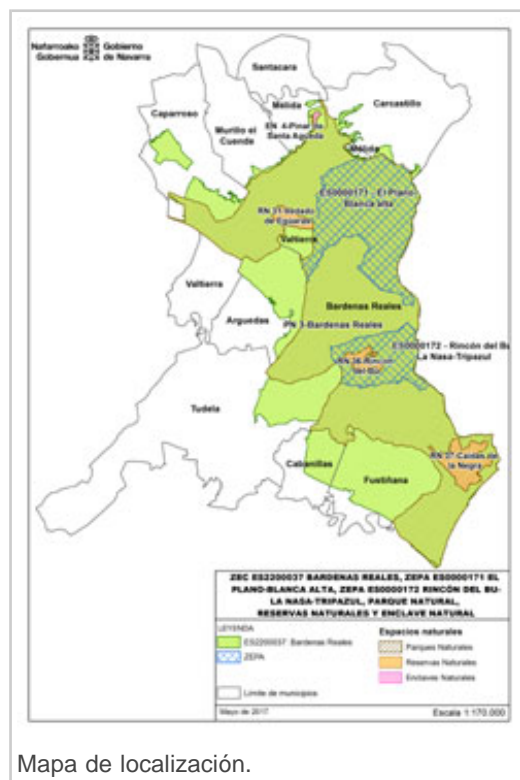 Nafarroako Gobierno
Gobernua de Navarra
Santacara
Mélida
Carcastillo
Caparroso
Murillo el
Cuende
EN 4-Pinar de
Santa Agueda
Mélida
ES0000171 - El Plano-
Blanca alta
RN 31-Vedado
de Eguaras
Valtierra
Valtierra
Bardenas Reales
Arguedas
PN 3-Bardenas Reales
ES0000172 - Rincón del Bu-
La Nasa-Tripazul
RN 36-Rincón
del Bu
Tudela
Cabanillas
Fustiñana
RN 37-Caídas de
la Negra
ZEC ES2200037 BARDENAS REALES, ZEPA ES0000171 EL
PLANO-BLANCA ALTA, ZEPA ES0000172 RINCÓN DEL BU-
LA NASA-TRIPAZUL, PARQUE NATURAL,
RESERVAS NATURALES Y ENCLAVE NATURAL
LEYENDA
ES2200037: Bardenas Reales
ZEPA
Límite de municipios
Espacios naturales
Parques Naturales
Reservas Naturales
Enclaves Naturales
Mayo de 2017
Escala 1:170.000
Mapa de localización.